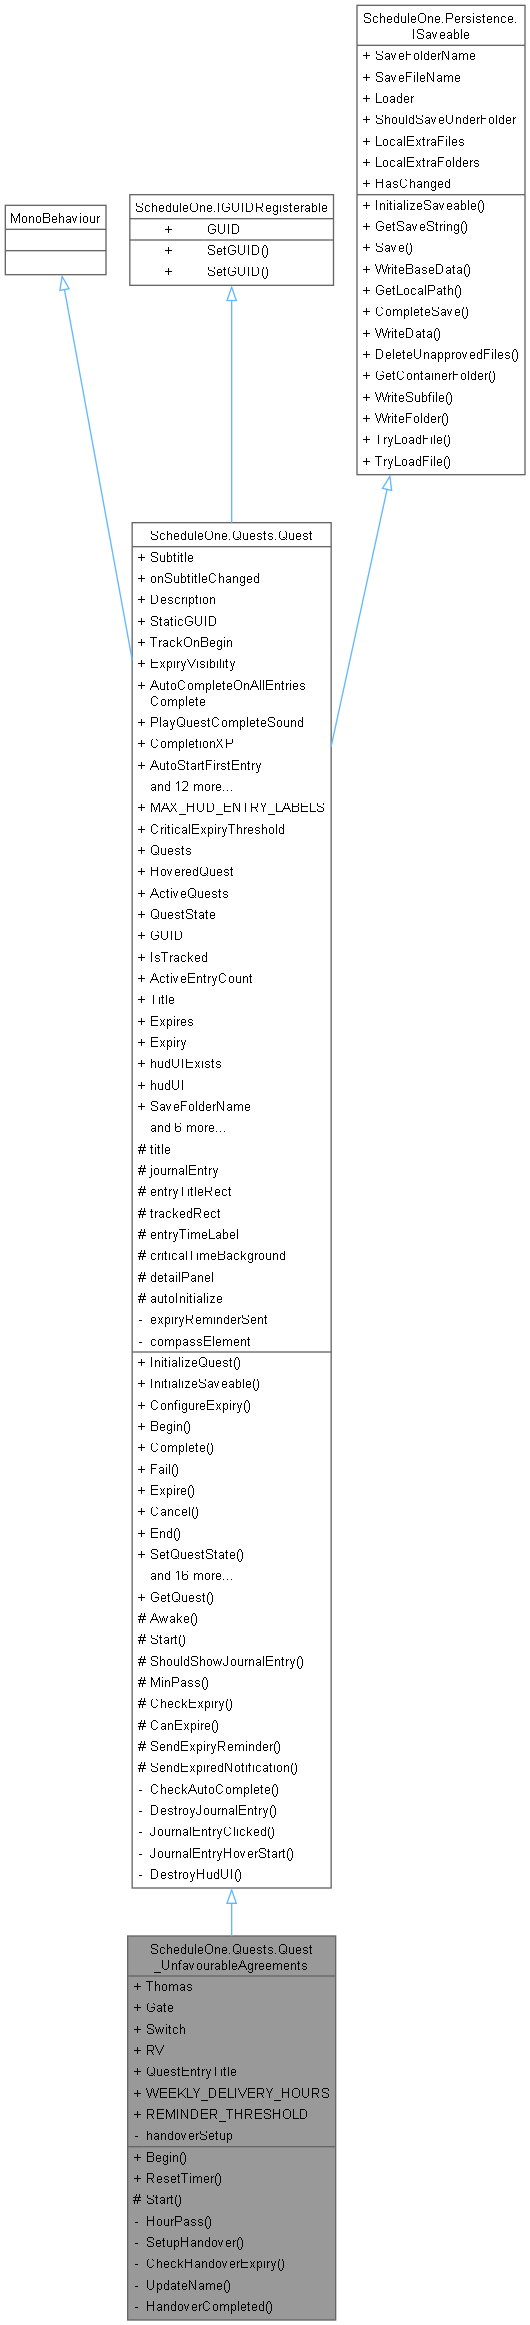 ScheduleOne.Persistence.
ISaveable
+ SaveFolderName
+ SaveFileName
+ Loader
+ ShouldSaveUnderFolder
+ LocalExtraFiles
+ LocalExtraFolders
+ HasChanged
+ InitializeSaveable()
+ GetSaveString()
+ Save()
+ WriteBaseData()
+ GetLocalPath()
+ CompleteSave()
+ WriteData()
+ DeleteUnapprovedFiles()
+ GetContainerFolder()
+ WriteSubfile()
+ WriteFolder()
+ TryLoadFile()
+ TryLoadFile()
MonoBehaviour
ScheduleOne.IGUIDRegisterable
+ GUID
+ SetGUID()
+ SetGUID()
ScheduleOne.Quests.Quest
+ Subtitle
+ onSubtitleChanged
+ Description
+ StaticGUID
+ TrackOnBegin
+ ExpiryVisibility
+ AutoCompleteOnAllEntries
Complete
+ PlayQuestCompleteSound
+ CompletionXP
+ AutoStartFirstEntry
and 12 more...
+ MAX_HUD_ENTRY_LABELS
+ CriticalExpiryThreshold
+ Quests
+ HoveredQuest
+ ActiveQuests
+ QuestState
+ GUID
+ IsTracked
+ ActiveEntryCount
+ Title
+ Expires
+ Expiry
+ hudUIExists
+ hudUI
+ SaveFolderName
and 6 more...
# title
# journalEntry
# entryTitleRect
# trackedRect
# entryTimeLabel
# criticalTimeBackground
# detailPanel
# autoInitialize
- expiryReminderSent
- compassElement
+ InitializeQuest()
+ InitializeSaveable()
+ ConfigureExpiry()
+ Begin()
+ Complete()
+ Fail()
+ Expire()
+ Cancel()
+ End()
+ SetQuestState()
and 16 more...
+ GetQuest()
# Awake()
# Start()
# ShouldShowJournalEntry()
# MinPass()
# CheckExpiry()
# CanExpire()
# SendExpiryReminder()
# SendExpiredNotification()
- CheckAutoComplete()
- DestroyJournalEntry()
- JournalEntryClicked()
- JournalEntryHoverStart()
- DestroyHudUI()
ScheduleOne.Quests.Quest
_UnfavourableAgreements
+ Thomas
+ Gate
+ Switch
+ RV
+ QuestEntryTitle
+ WEEKLY_DELIVERY_HOURS
+ REMINDER_THRESHOLD
- handoverSetup
+ Begin()
+ ResetTimer()
# Start()
- HourPass()
- SetupHandover()
- CheckHandoverExpiry()
- UpdateName()
- HandoverCompleted()